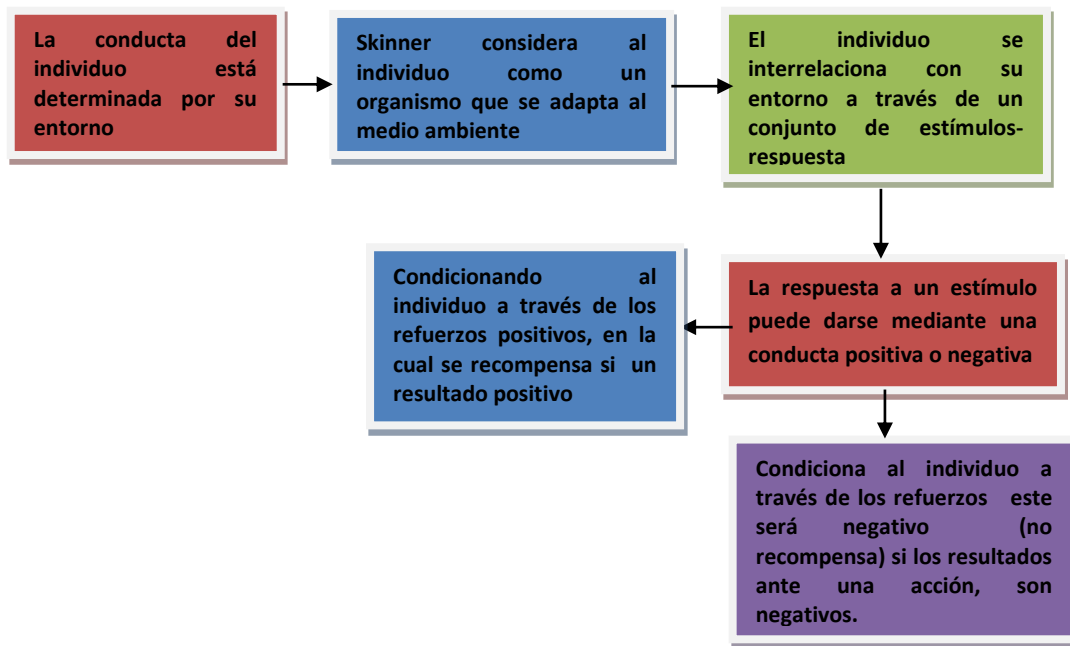 La conducta del
individuo está
determinada por su
entorno
Skinner considera al
individuo como un
organismo que se adapta al
medio ambiente
El individuo se
interrelaciona con su
entorno a través de un
conjunto de estímulos-
respuesta
La respuesta a un estímulo
puede darse mediante una
conducta positiva o negativa
Condicionando al
individuo a través de los
refuerzos positivos, en la
cual se recompensa si un
resultado positivo
Condiciona al individuo a
través de los refuerzos este
será negativo (no
recompensa) si los resultados
ante una acción, son
negativos.